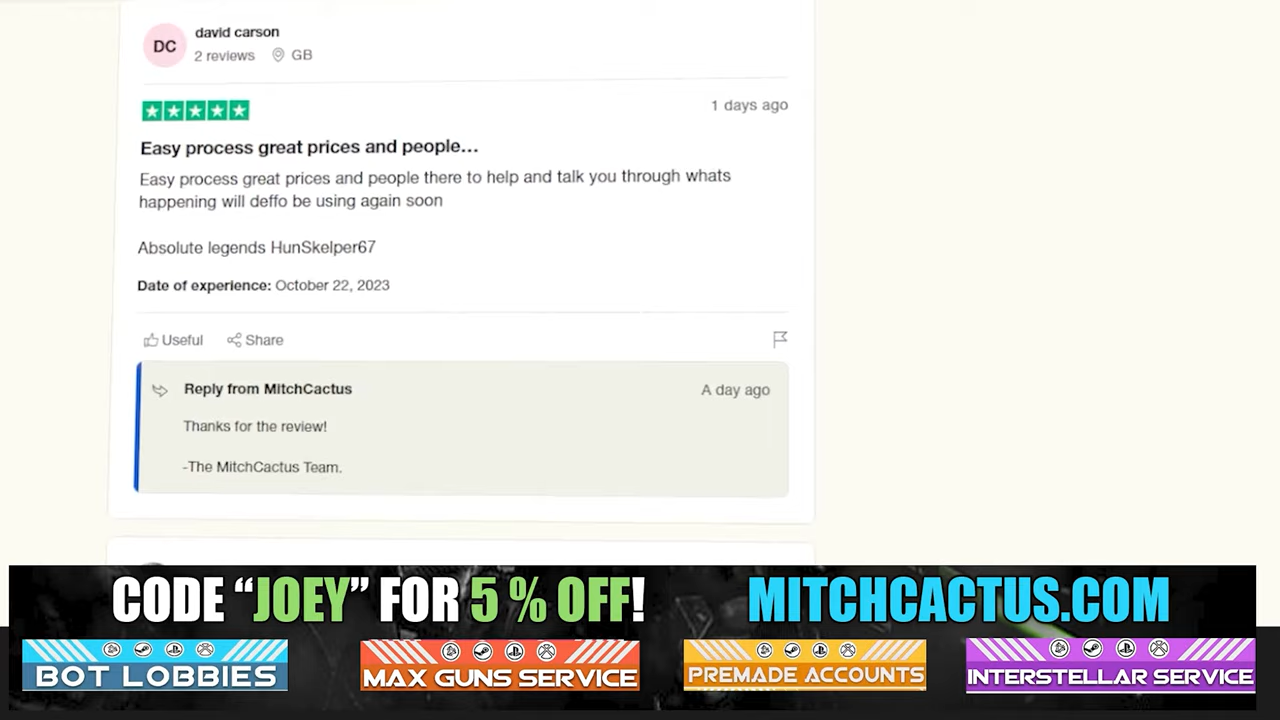 DC
david carson
2 reviews GB
1 days ago
Easy process great prices and people...
Easy process great prices and people there to help and talk you through whats
happening will deffo be using again soon
Absolute legends HunSkelper67
Date of experience: October 22, 2023
Useful Share
Reply from MitchCactus A day ago
Thanks for the review!
-The MitchCactus Team.
CODE “JOEY” FOR 5 % OFF! MITCHCACTUS.COM
BOT LOBBIES MAX GUNS SERVICE PREMADE ACCOUNTS INTERSTELLAR SERVICE